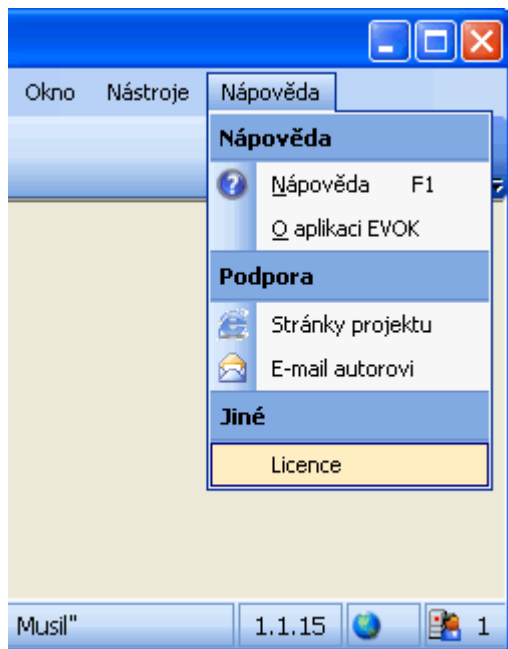 Okno Nástroje Nápověda
Nápověda
Nápověda F1
O aplikaci EVOK
Podpora
Stránky projektu
E-mail autorovi
Jiné
Licence
Musil" 1.1.15 1